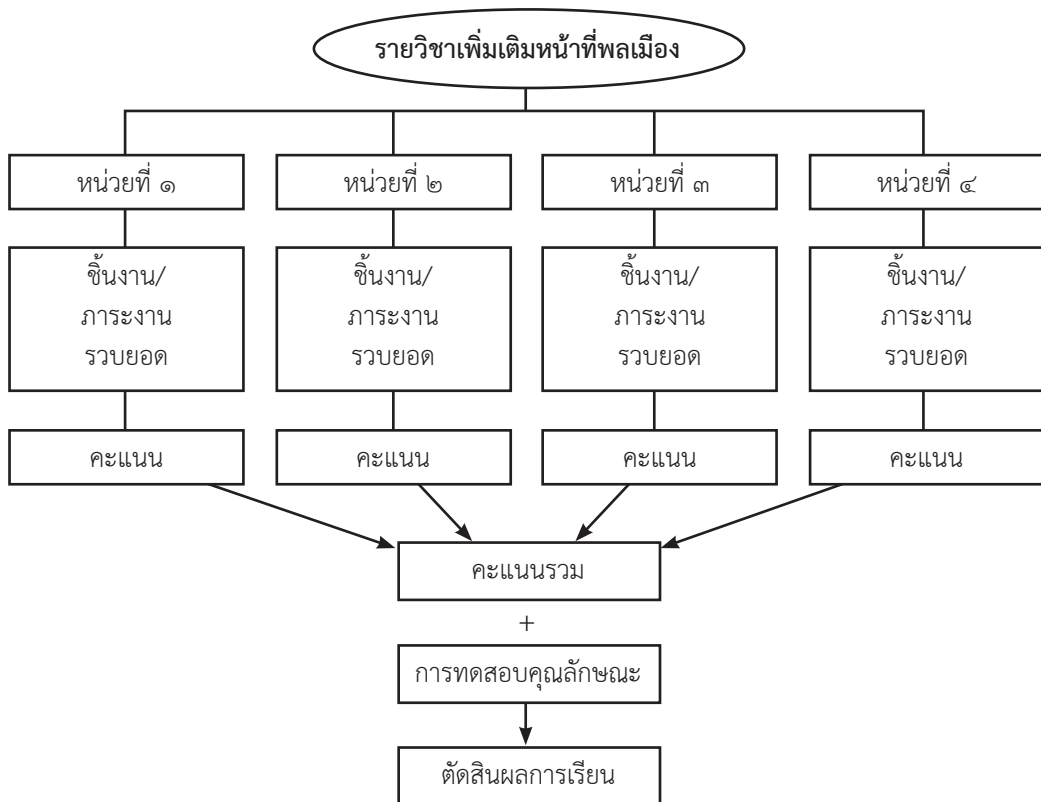 รายวิชาเพิ่มเติมหน้าที่พลเมือง
หน่วยที่ ๑
หน่วยที่ ๒
หน่วยที่ ๓
หน่วยที่ ๔
ชิ้นงาน/
ภาระงาน
รวบยอด
ชิ้นงาน/
ภาระงาน
รวบยอด
ชิ้นงาน/
ภาระงาน
รวบยอด
ชิ้นงาน/
ภาระงาน
รวบยอด
คะแนน
คะแนน
คะแนน
คะแนน
คะแนนรวม
+
การทดสอบคุณลักษณะ
ตัดสินผลการเรียน